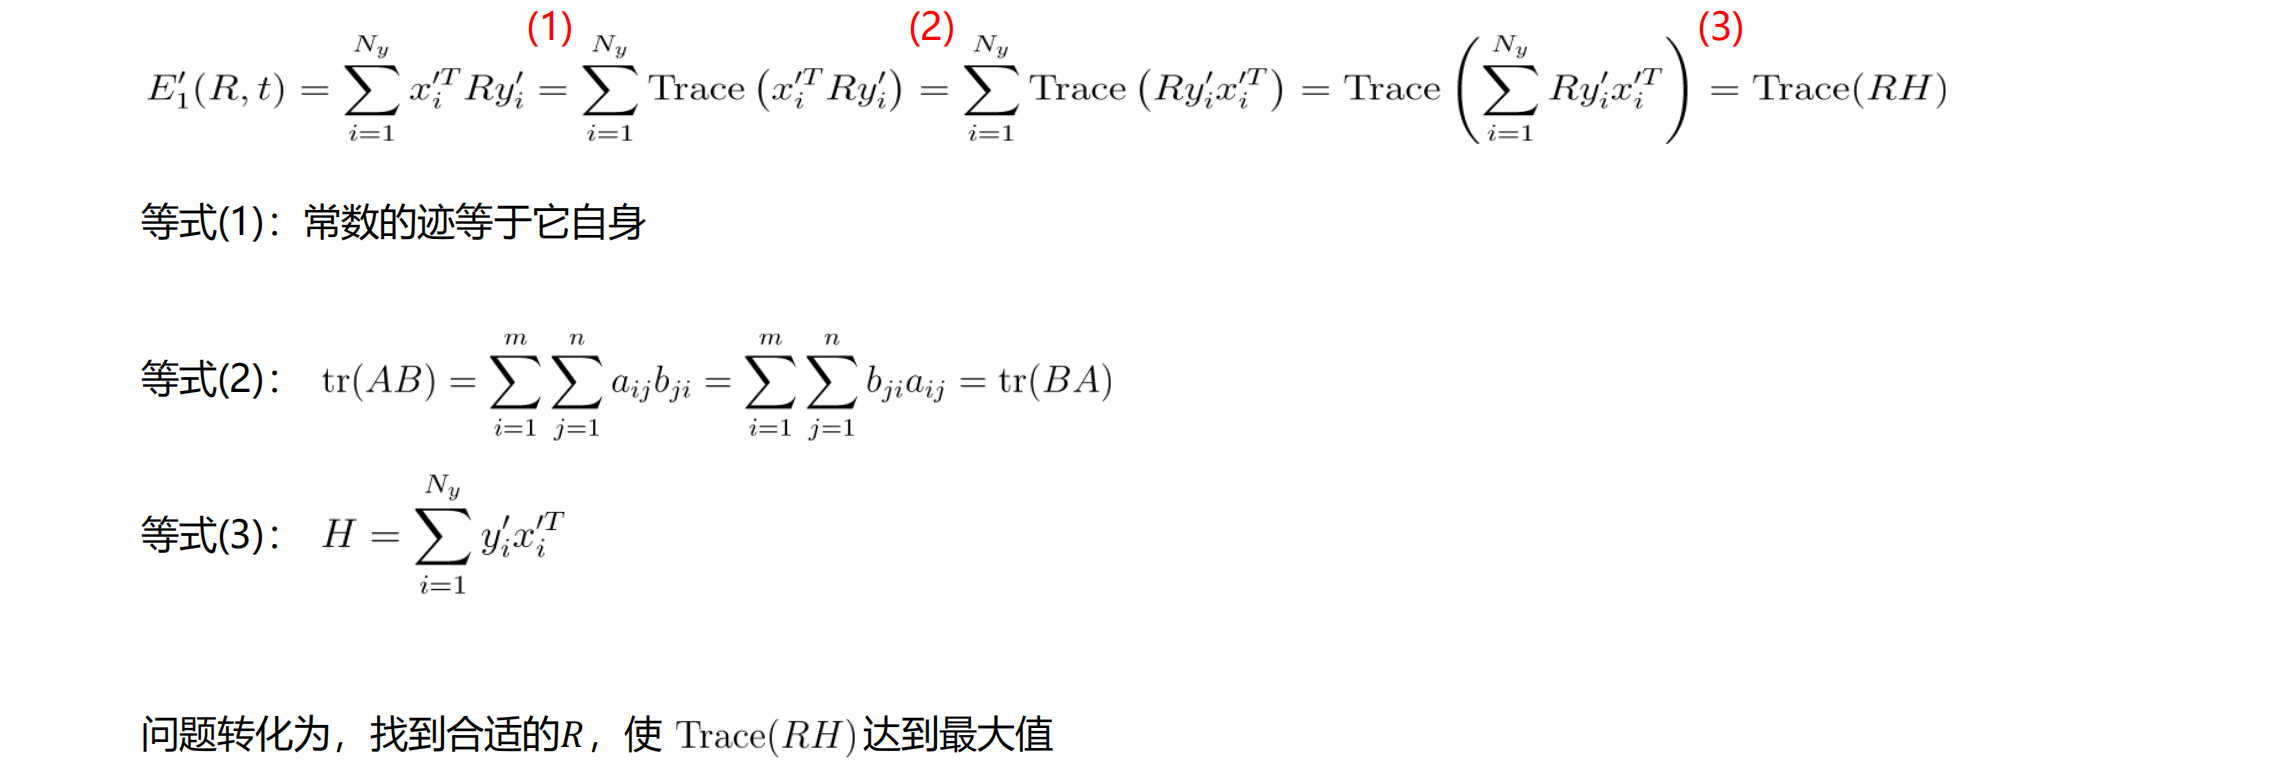 (1) (2) (3)
$E_1'(R,t) = \sum_{i=1}^{N_y} x_i'^T R y_i' = \sum_{i=1}^{N_y} \text{Trace}\left(x_i'^T R y_i'\right) = \sum_{i=1}^{N_y} \text{Trace}\left(R y_i' x_i'^T\right) = \text{Trace}\left(\sum_{i=1}^{N_y} R y_i' x_i'^T\right) = \text{Trace}(RH)$
等式(1)：常数的迹等于它自身
等式(2)： $\text{tr}(AB) = \sum_{i=1}^{m} \sum_{j=1}^{n} a_{ij} b_{ji} = \sum_{i=1}^{m} \sum_{j=1}^{n} b_{ji} a_{ij} = \text{tr}(BA)$
等式(3)： $H = \sum_{i=1}^{N_y} y_i' x_i'^T$
问题转化为，找到合适的$R$，使 $\text{Trace}(RH)$ 达到最大值